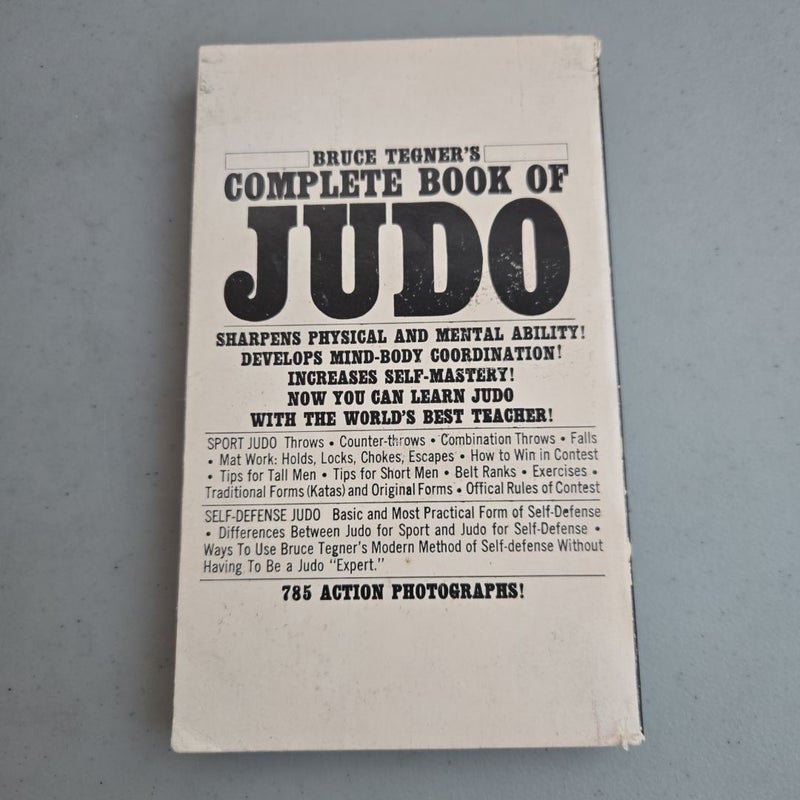 BRUCE TEGNER'S
COMPLETE BOOK OF
JUDO
SHARPENS PHYSICAL AND MENTAL ABILITY!
DEVELOPS MIND-BODY COORDINATION!
INCREASES SELF-MASTERY!
NOW YOU CAN LEARN JUDO
WITH THE WORLD'S BEST TEACHER!
SPORT JUDO Throws • Counter-throws • Combination Throws • Falls
• Mat Work: Holds, Locks, Chokes, Escapes • How to Win in Contest
• Tips for Tall Men • Tips for Short Men • Belt Ranks • Exercises •
Traditional Forms (Katas) and Original Forms • Offical Rules of Contest
SELF-DEFENSE JUDO Basic and Most Practical Form of Self-Defense
• Differences Between Judo for Sport and Judo for Self-Defense •
Ways To Use Bruce Tegner's Modern Method of Self-defense Without
Having To Be a Judo "Expert."
785 ACTION PHOTOGRAPHS!